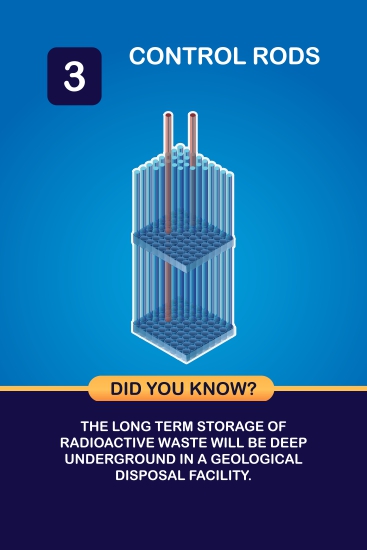 3
CONTROL RODS
DID YOU KNOW?
THE LONG TERM STORAGE OF
RADIOACTIVE WASTE WILL BE DEEP
UNDERGROUND IN A GEOLOGICAL
DISPOSAL FACILITY.